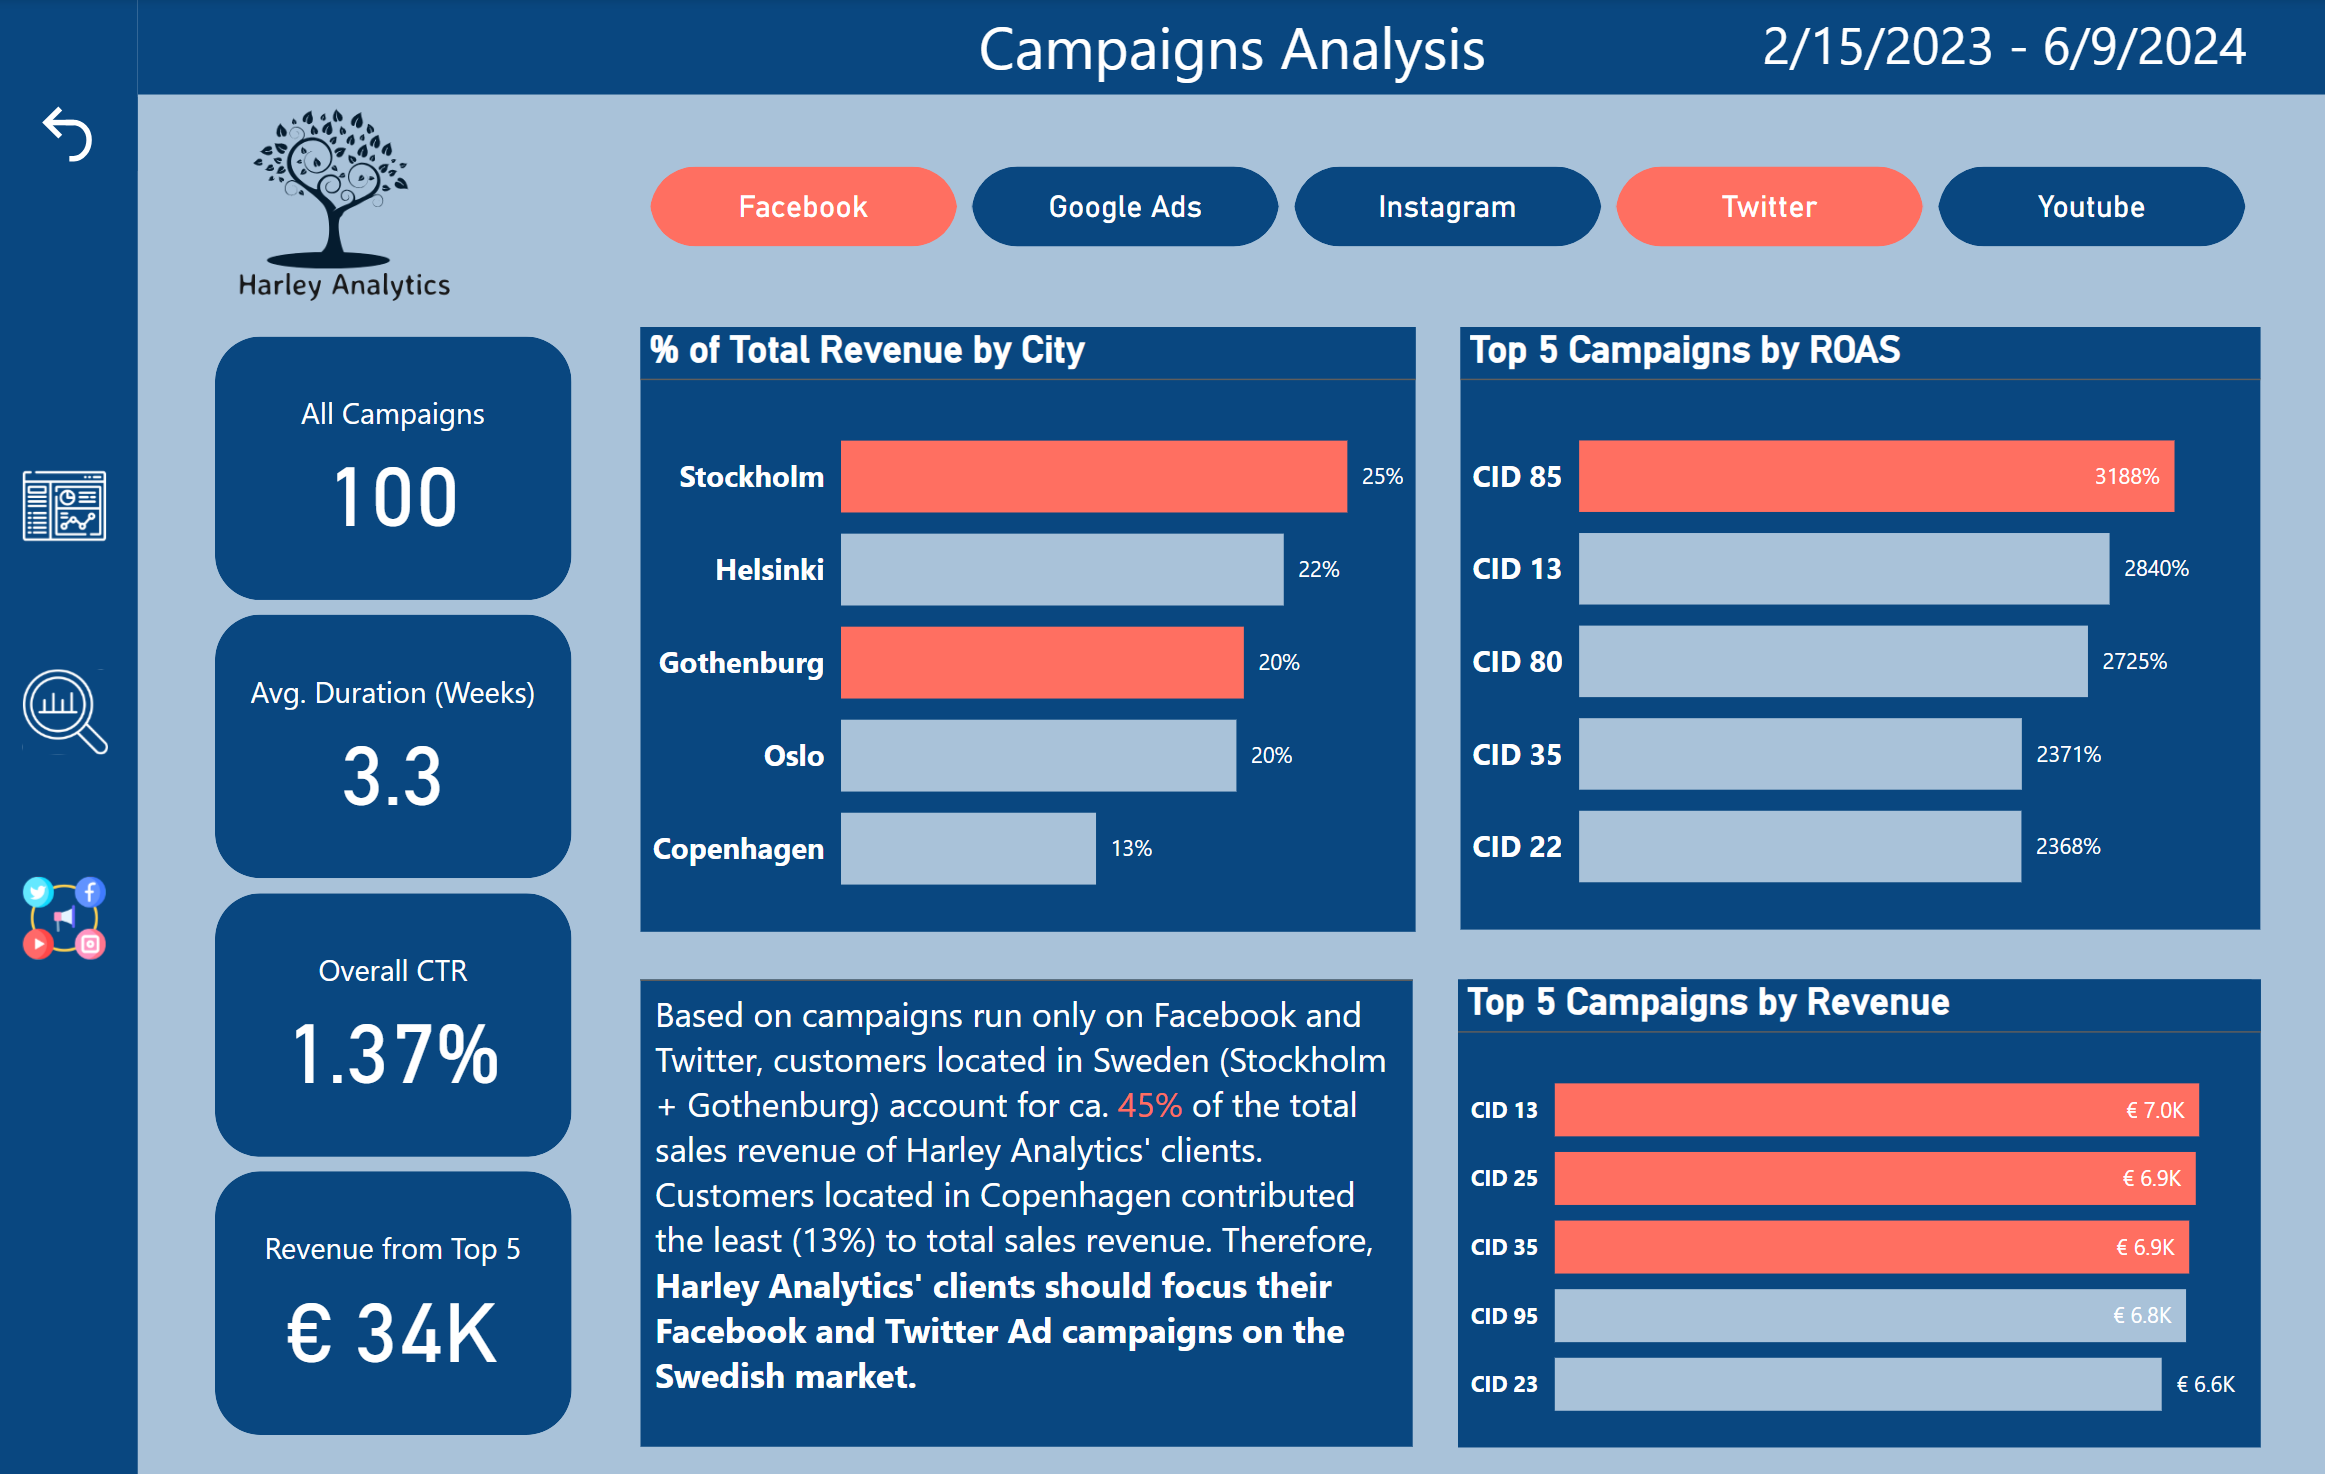 Campaigns Analysis
2/15/2023 - 6/9/2024
Harley Analytics
Facebook
Google Ads
Instagram
Twitter
Youtube
All Campaigns
100
Avg. Duration (Weeks)
3.3
Overall CTR
1.37%
Revenue from Top 5
€ 34K
% of Total Revenue by City
Stockholm 25%
Helsinki 22%
Gothenburg 20%
Oslo 20%
Copenhagen 13%
Top 5 Campaigns by ROAS
CID 85 3188%
CID 13 2840%
CID 80 2725%
CID 35 2371%
CID 22 2368%
Based on campaigns run only on Facebook and
Twitter, customers located in Sweden (Stockholm
+ Gothenburg) account for ca. 45% of the total
sales revenue of Harley Analytics' clients.
Customers located in Copenhagen contributed
the least (13%) to total sales revenue. Therefore,
Harley Analytics' clients should focus their
Facebook and Twitter Ad campaigns on the
Swedish market.
Top 5 Campaigns by Revenue
CID 13 € 7.0K
CID 25 € 6.9K
CID 35 € 6.9K
CID 95 € 6.8K
CID 23 € 6.6K